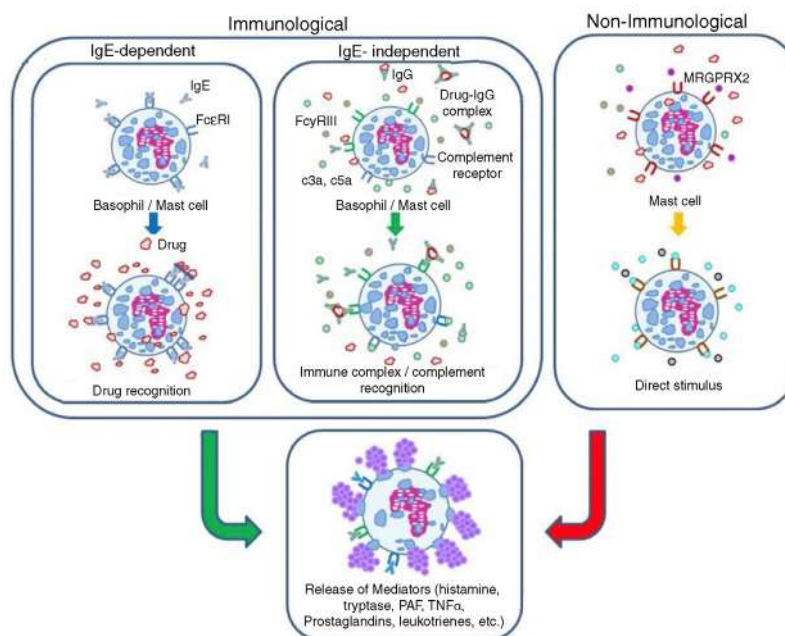 Immunological
Non-Immunological
IgE-dependent
IgE- independent
IgE
FcεRI
Basophil / Mast cell
Drug
Drug recognition
IgG
Drug-IgG
complex
FcyRIII
Complement
receptor
c3a, c5a
Basophil / Mast cell
Immune complex / complement
recognition
MRGPRX2
Mast cell
Direct stimulus
Release of Mediators (histamine,
tryptase, PAF, TNFα,
Prostaglandins, leukotrienes, etc.)